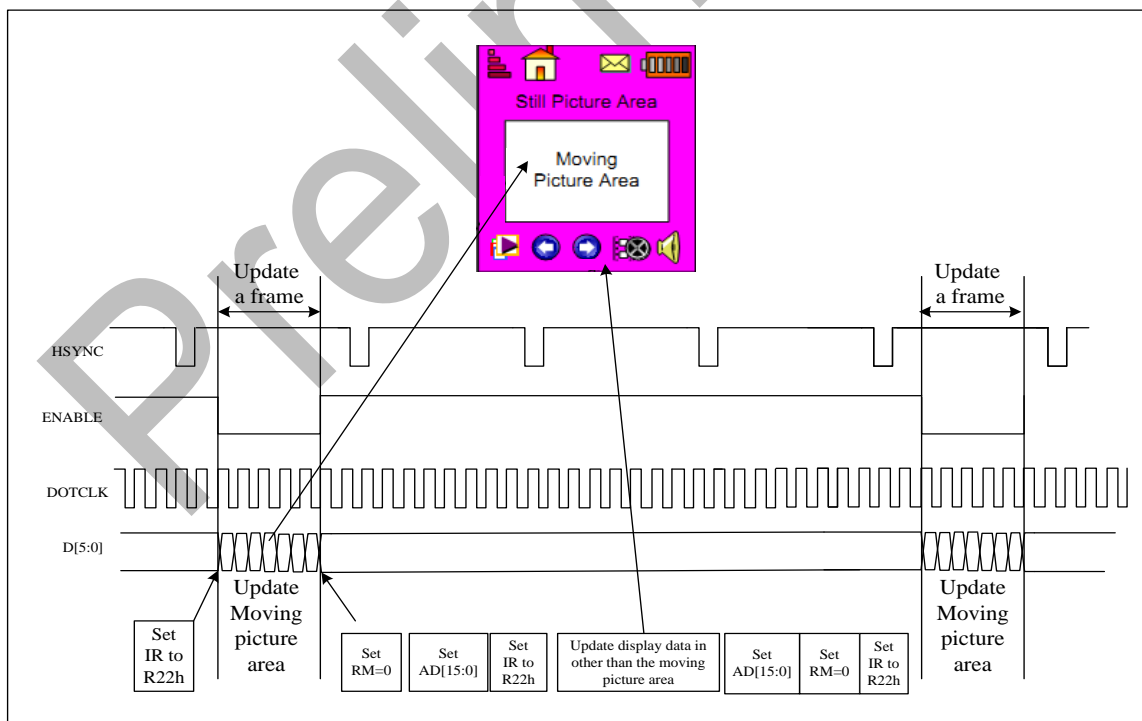 Prelim
Still Picture Area
Moving
Picture Area
Update
a frame
Update
a frame
HSYNC
ENABLE
DOTCLK
D[5:0]
Update
Moving
picture
area
Update
Moving
picture
area
Set
IR to
R22h
Set
RM=0
Set
AD[15:0]
Set
IR to
R22h
Update display data in
other than the moving
picture area
Set
AD[15:0]
Set
RM=0
Set
IR to
R22h